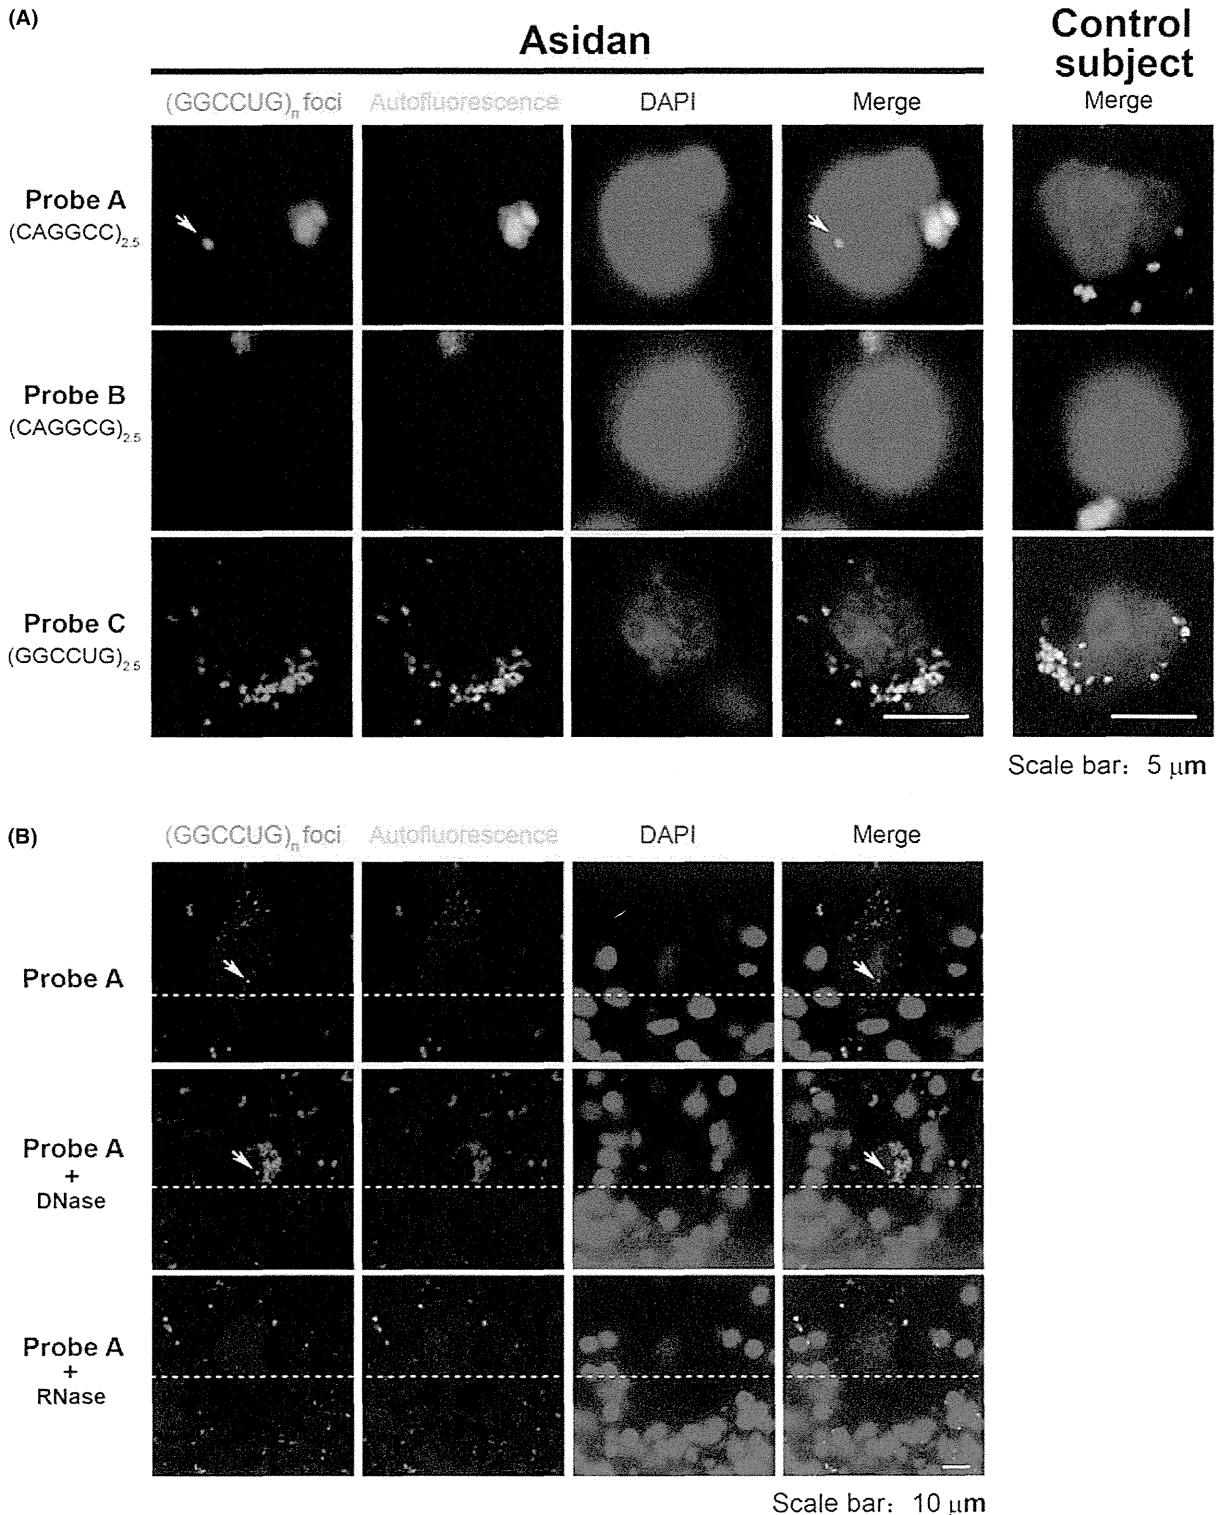 (A)
Asidan
Control
subject
(GGCCUG)n foci
Autofluorescence
DAPI
Merge
Merge
Probe A
(CAGGCC)2.5
Probe B
(CAGGCG)2.5
Probe C
(GGCCUG)2.5
Scale bar: 5 μm
(B)
(GGCCUG)n foci
Autofluorescence
DAPI
Merge
Probe A
Probe A
+
DNase
Probe A
+
RNase
Scale bar: 10 μm